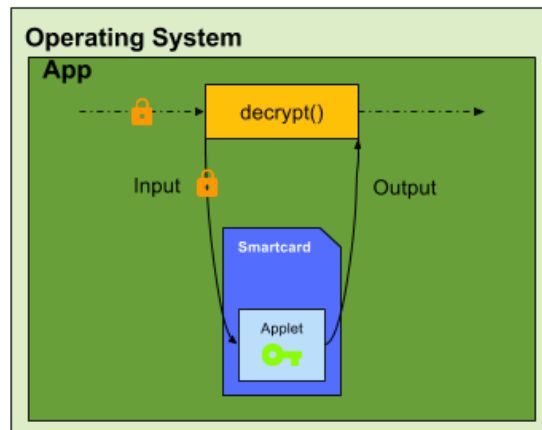 Operating System
App
decrypt()
Input
Output
Smartcard
Applet